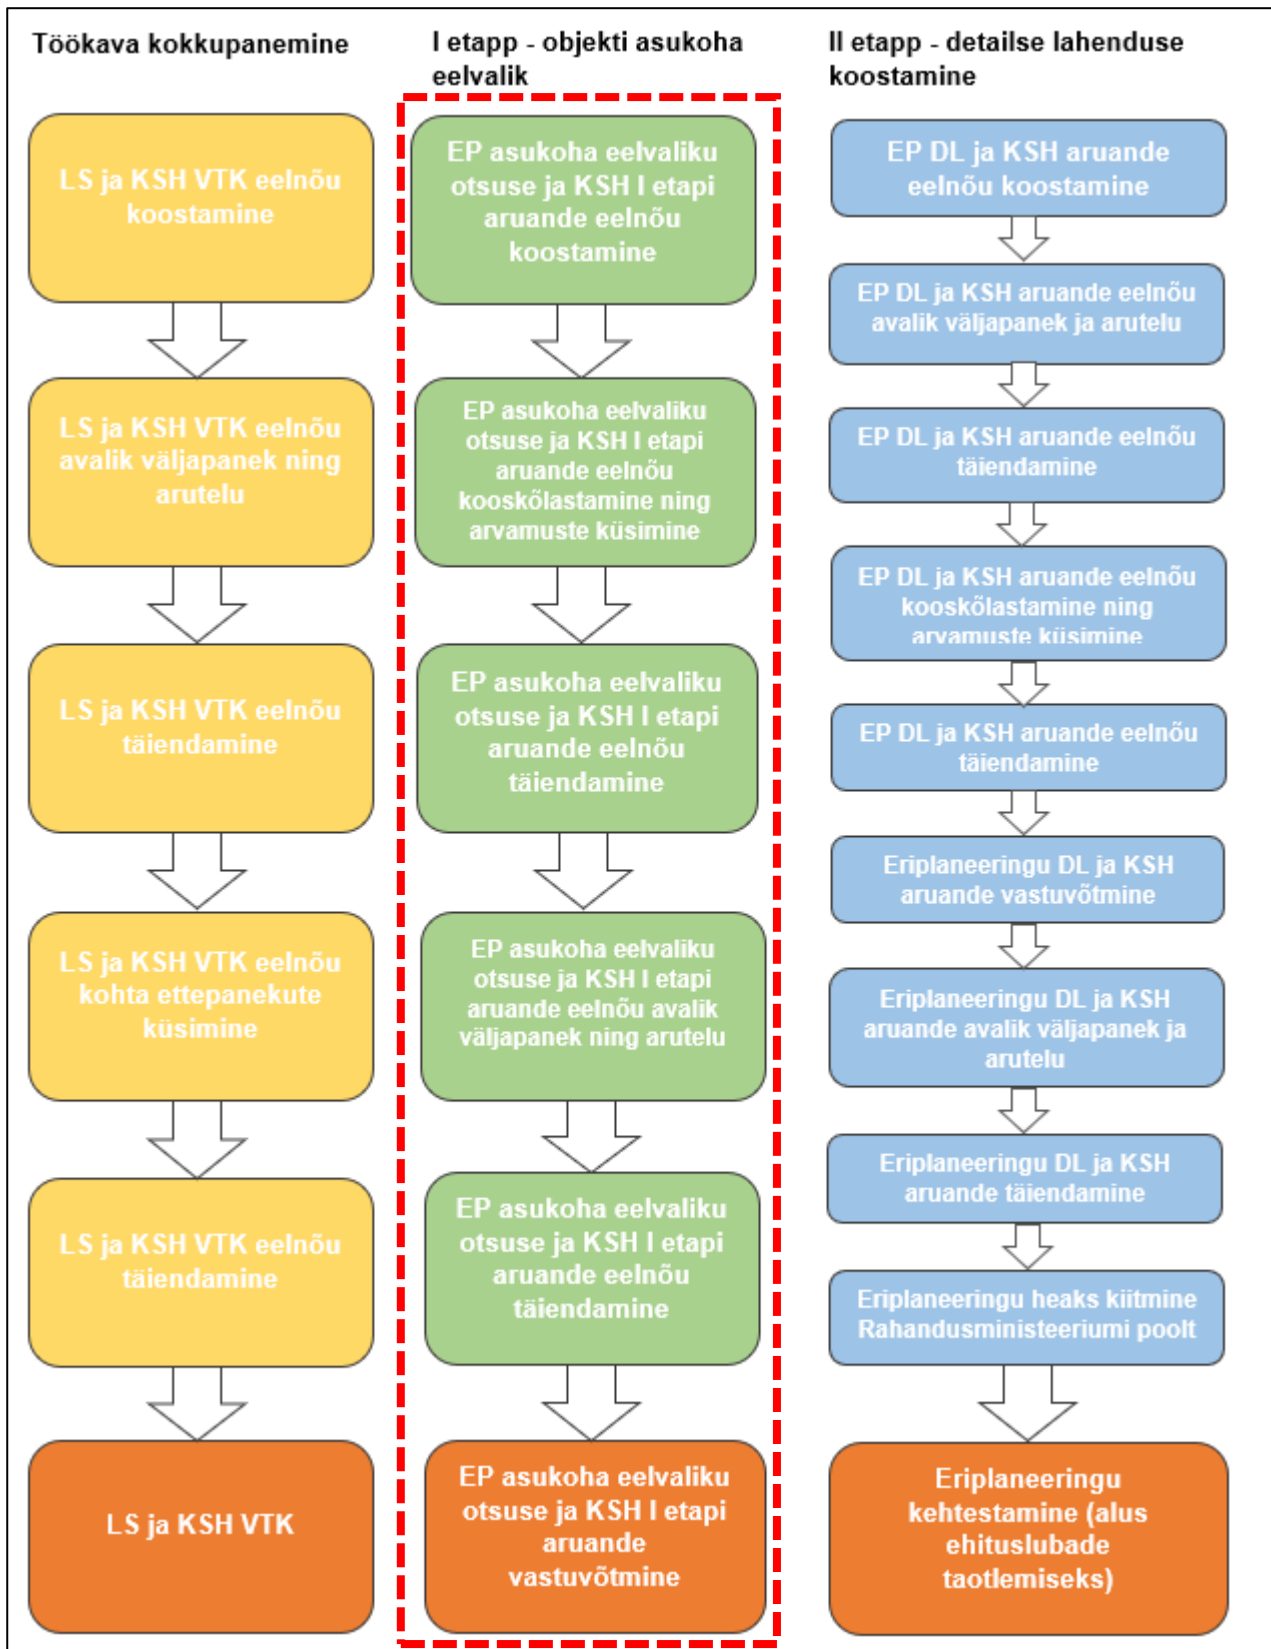 Töökava kokkupanemine
LS ja KSH VTK eelnõu
koostamine
LS ja KSH VTK eelnõu
avalik väljapanek ning
arutelu
LS ja KSH VTK eelnõu
täiendamine
LS ja KSH VTK eelnõu
kohta ettepanekute
küsimine
LS ja KSH VTK eelnõu
täiendamine
LS ja KSH VTK
I etapp - objekti asukoha
eelvalik
EP asukoha eelvaliku
otsuse ja KSH I etapi
aruande eelnõu
koostamine
EP asukoha eelvaliku
otsuse ja KSH I etapi
aruande eelnõu
kooskõlastamine ning
arvamuste küsimine
EP asukoha eelvaliku
otsuse ja KSH I etapi
aruande eelnõu
täiendamine
EP asukoha eelvaliku
otsuse ja KSH I etapi
aruande eelnõu avalik
väljapanek ning arutelu
EP asukoha eelvaliku
otsuse ja KSH I etapi
aruande eelnõu
täiendamine
EP asukoha eelvaliku
otsuse ja KSH I etapi
aruande
vastuvõtmine
II etapp - detailse lahenduse
koostamine
EP DL ja KSH aruande
eelnõu koostamine
EP DL ja KSH aruande eelnõu
avalik väljapanek ja arutelu
EP DL ja KSH aruande eelnõu
täiendamine
EP DL ja KSH aruande eelnõu
kooskõlastamine ning
arvamuste küsimine
EP DL ja KSH aruande eelnõu
täiendamine
Eriplaneeringu DL ja KSH
aruande vastuvõtmine
Eriplaneeringu DL ja KSH
aruande avalik väljapanek ja
arutelu
Eriplaneeringu DL ja KSH
aruande täiendamine
Eriplaneeringu heaks kiitmine
Rahandusministeeriumi poolt
Eriplaneeringu
kehtestamine (alus
ehituslubade
taotlemiseks)